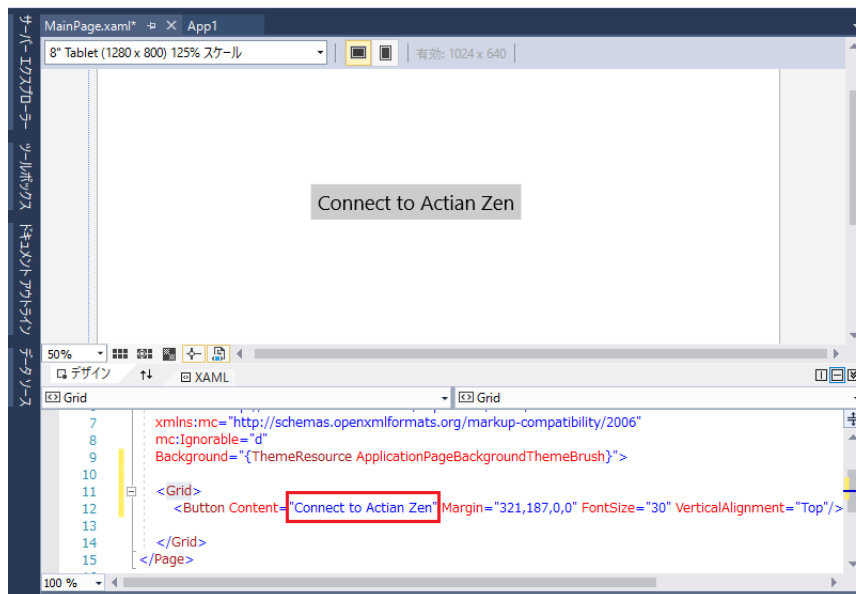 MainPage.xaml*
App1
8" Tablet (1280 x 800) 125% スケール
有効: 1024 x 640
サーバー エクスプローラー
ツールボックス
ドキュメント アウトライン
データ ソース
Connect to Actian Zen
50%
デザイン
XAML
Grid
Grid
7 xmlns:mc="http://schemas.openxmlformats.org/markup-compatibility/2006"
8 mc:Ignorable="d"
9 Background="{ThemeResource ApplicationPageBackgroundThemeBrush}">
10
11 <Grid>
12 <Button Content="Connect to Actian Zen" Margin="321,187,0,0" FontSize="30" VerticalAlignment="Top"/>
13
14 </Grid>
15 </Page>
100 %